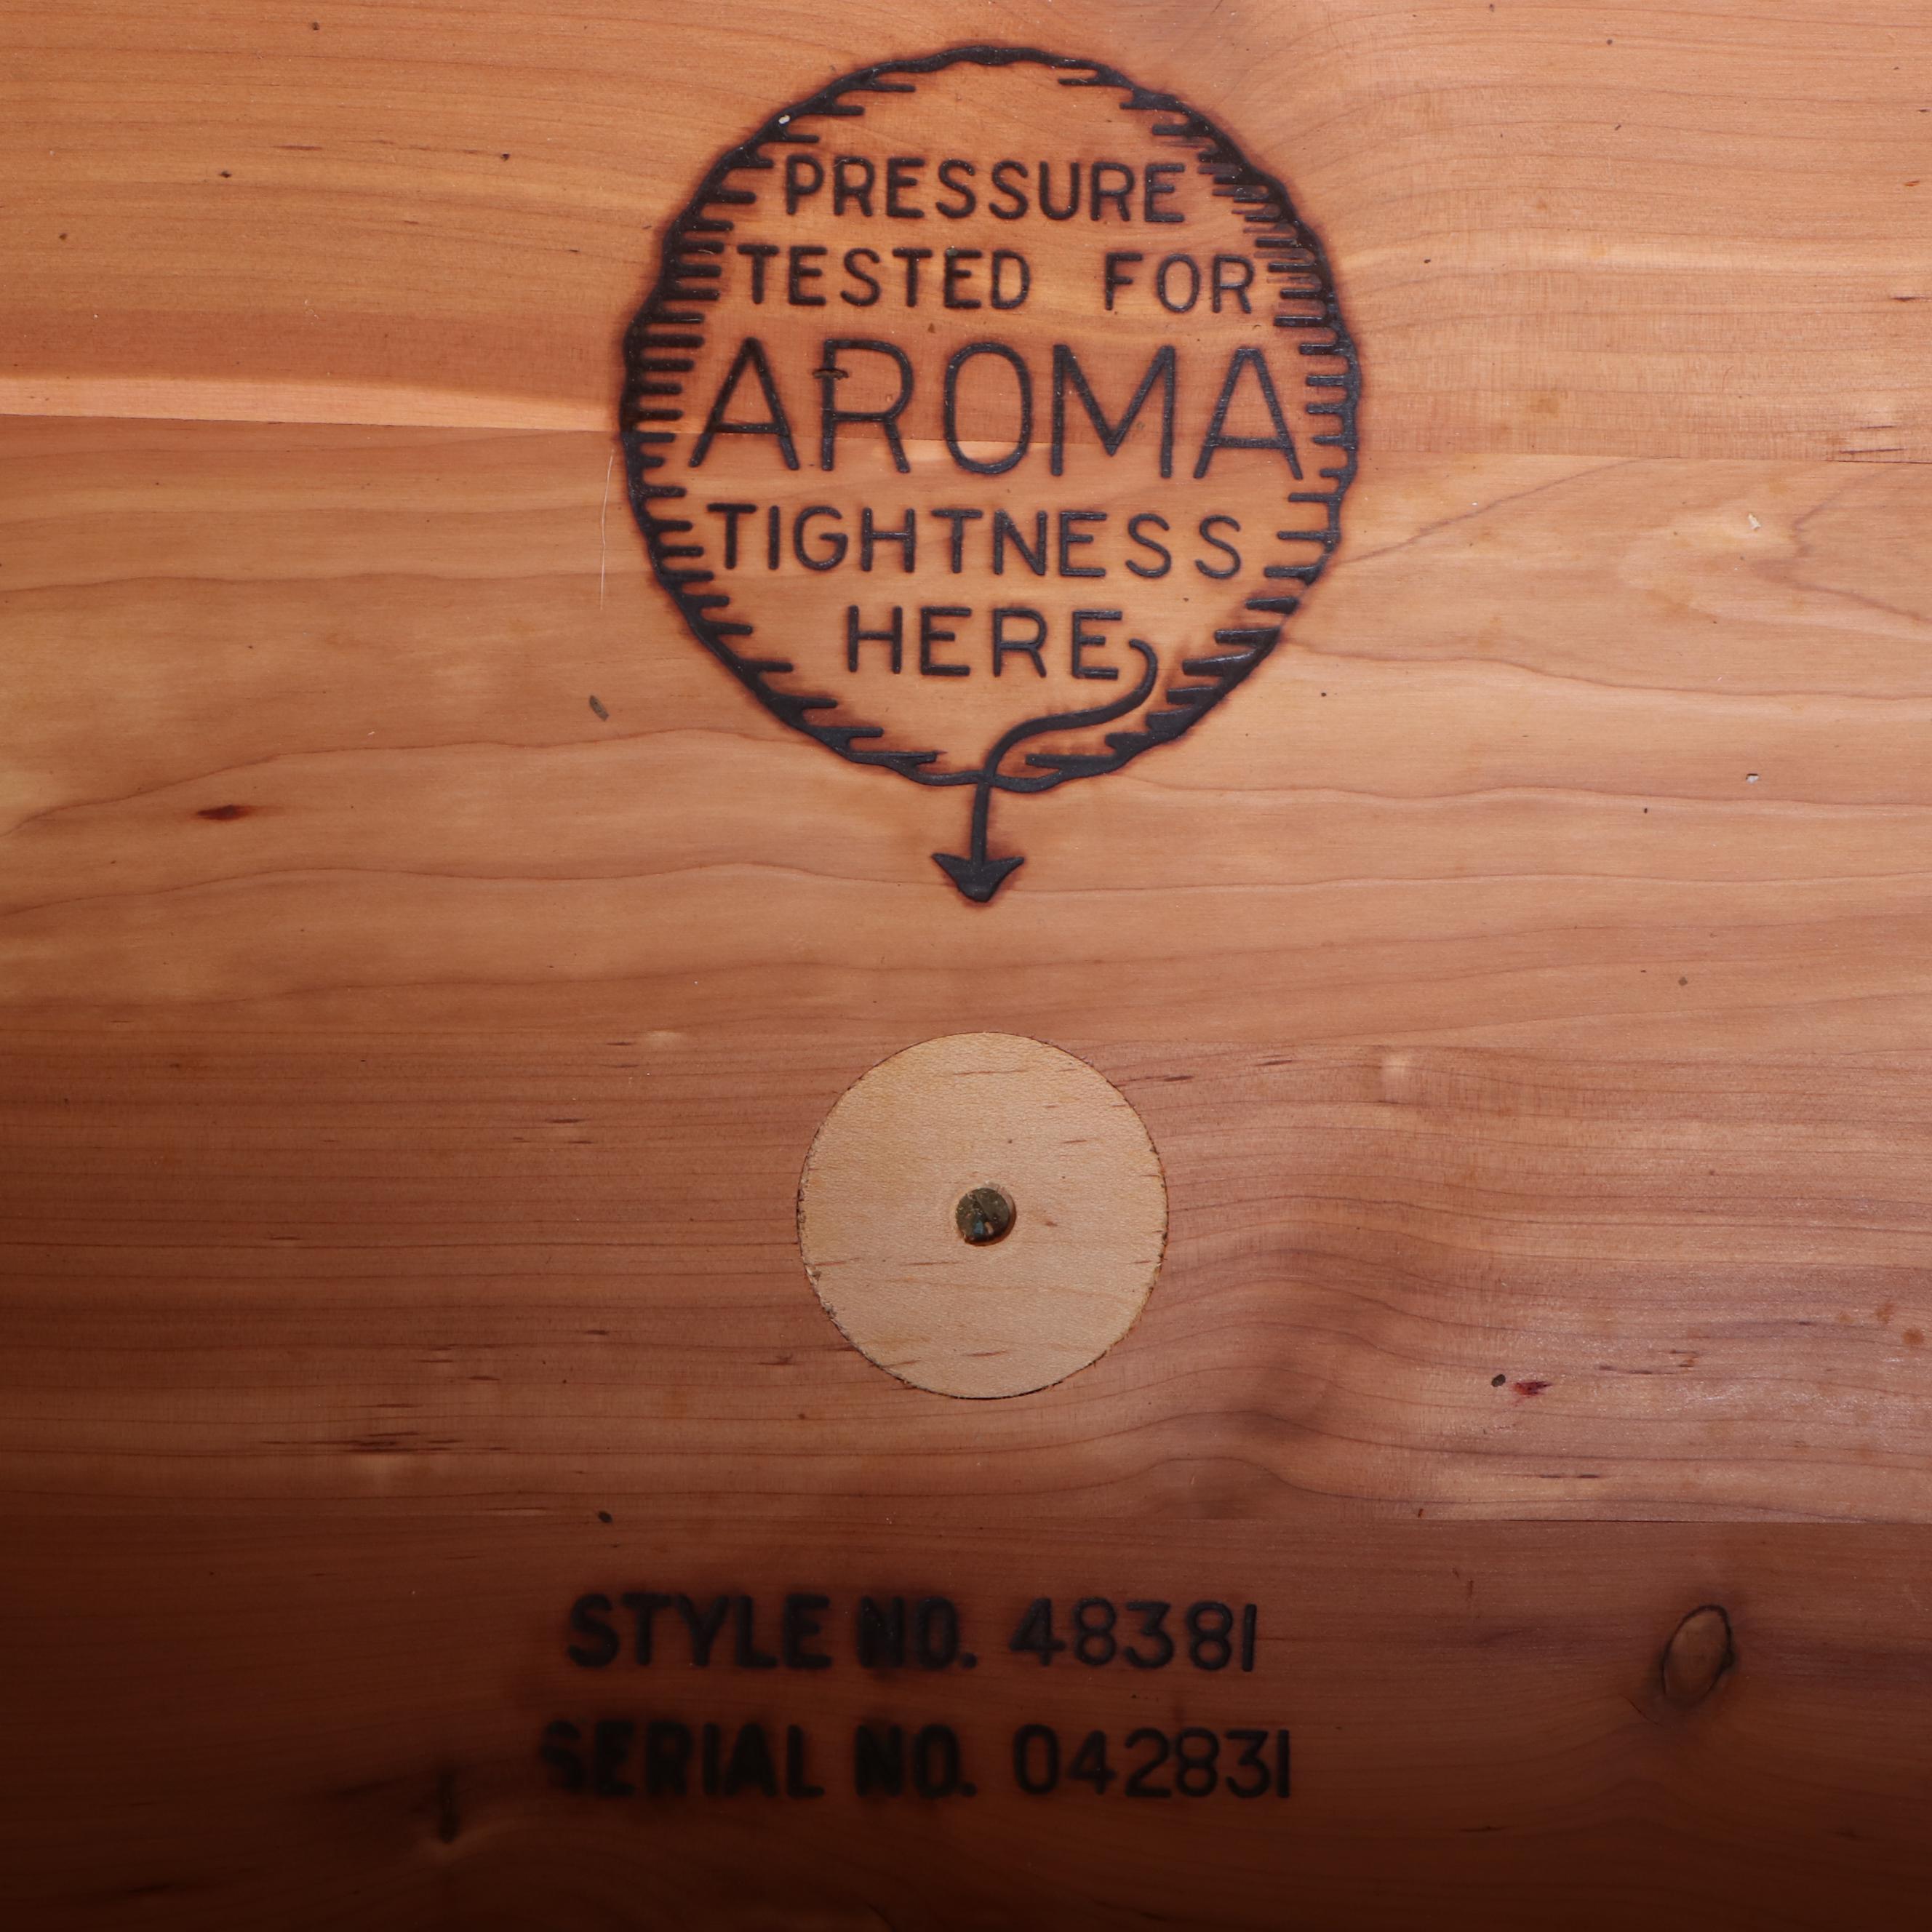 PRESSURE
TESTED FOR
AROMA
TIGHTNESS
HERE
STYLE NO. 48381
SERIAL NO. 042831